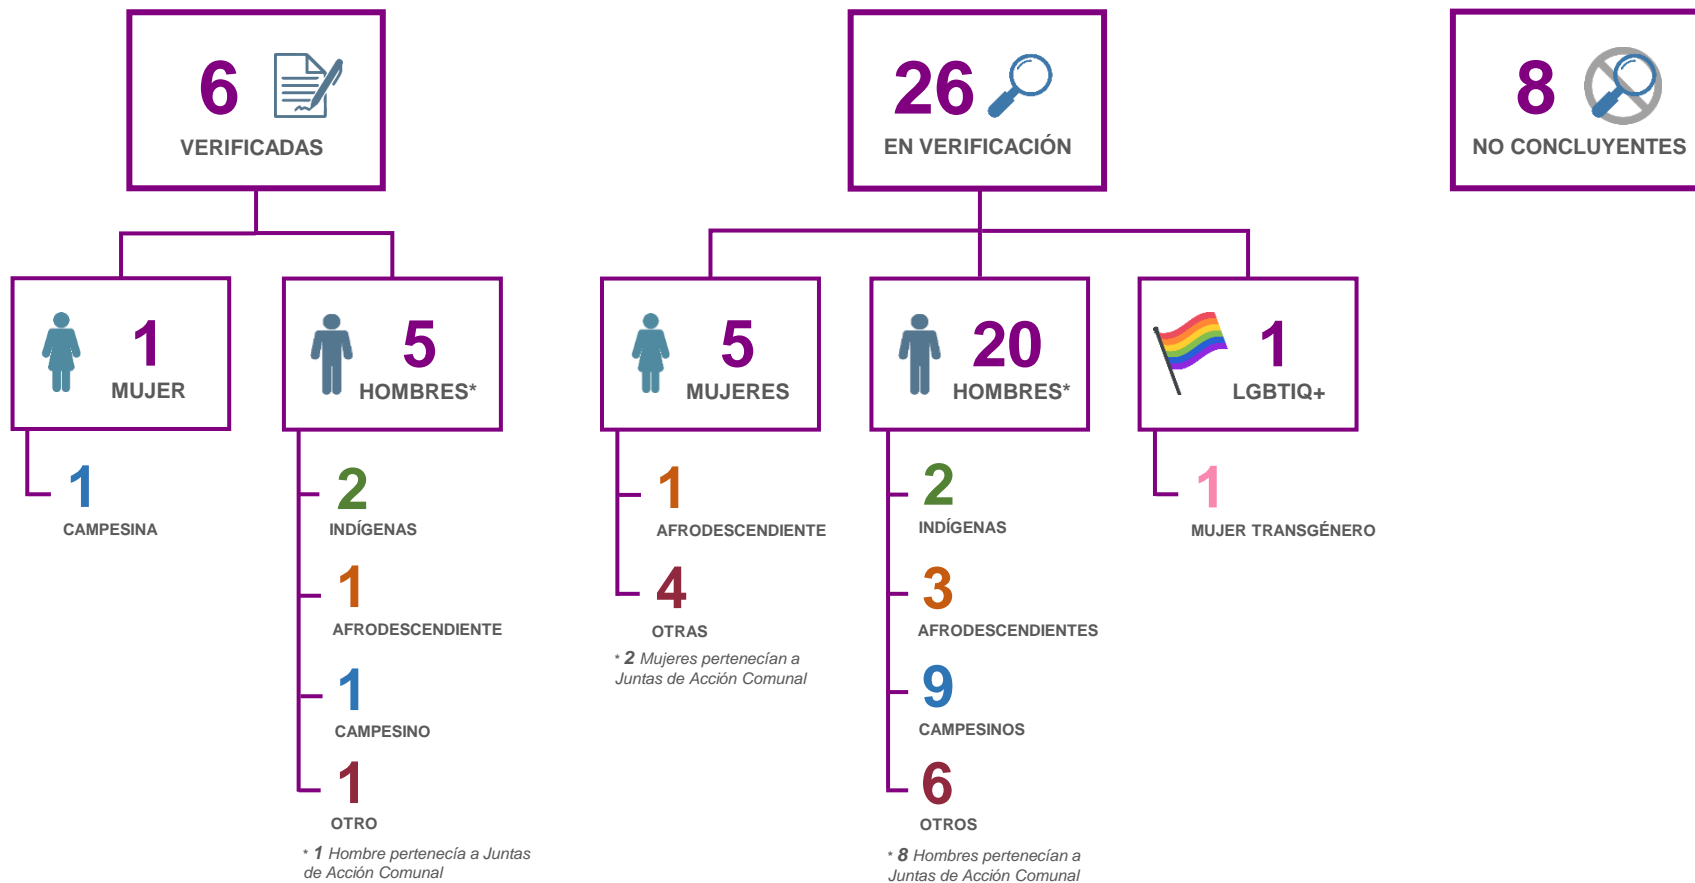 6
VERIFICADAS
1
MUJER
1
CAMPESINA
5
HOMBRES*
2
INDÍGENAS
1
AFRODESCENDIENTE
1
CAMPESINO
1
OTRO
* 1 Hombre pertenecía a Juntas
de Acción Comunal
26
EN VERIFICACIÓN
5
MUJERES
1
AFRODESCENDIENTE
4
OTRAS
* 2 Mujeres pertenecían a
Juntas de Acción Comunal
20
HOMBRES*
2
INDÍGENAS
3
AFRODESCENDIENTES
9
CAMPESINOS
6
OTROS
* 8 Hombres pertenecían a
Juntas de Acción Comunal
1
LGBTIQ+
1
MUJER TRANSGÉNERO
8
NO CONCLUYENTES